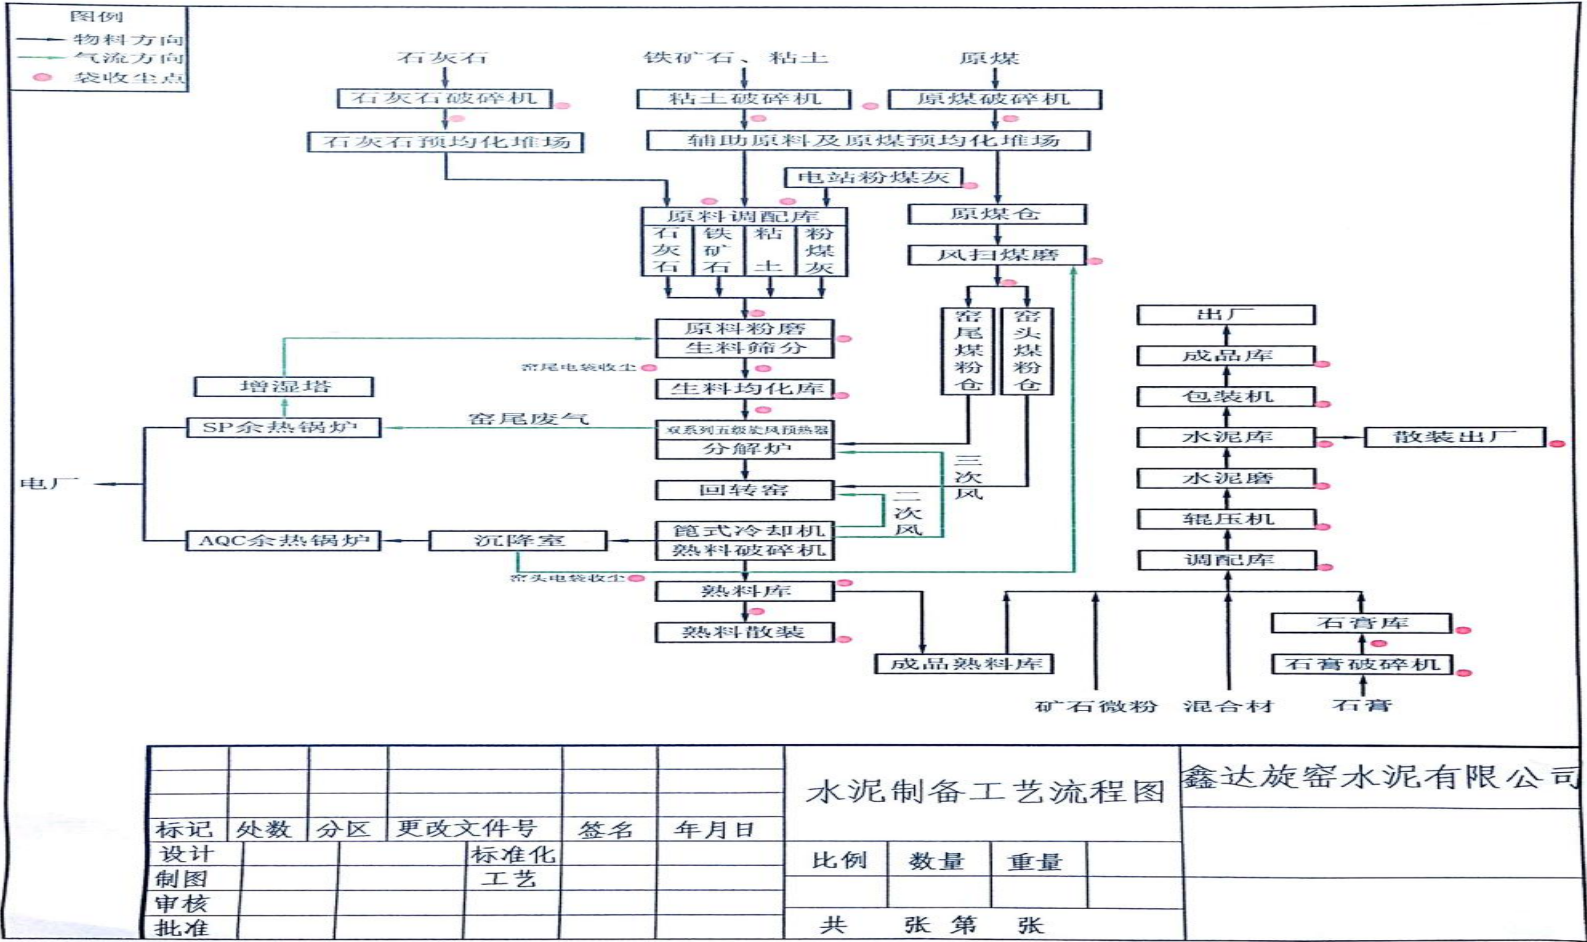 图例
物料方向
气流方向
袋收尘点
石灰石
铁矿石、粘土
原煤
石灰石破碎机
粘土破碎机
原煤破碎机
石灰石预均化堆场
辅助原料及原煤预均化堆场
电站粉煤灰
原料调配库
石灰石
铁矿石
粘土
粉煤灰
原煤仓
风扫煤磨
窑尾煤粉仓
窑头煤粉仓
原料粉磨
生料筛分
窑尾电袋收尘
生料均化库
增湿塔
SP余热锅炉
窑尾废气
双系列五级旋风预热器
分解炉
三次风
回转窑
二次风
电厂
AQC余热锅炉
沉降室
篦式冷却机
熟料破碎机
窑头电袋收尘
熟料库
熟料散装
成品熟料库
出厂
成品库
包装机
水泥库
散装出厂
水泥磨
辊压机
调配库
石膏库
石膏破碎机
矿石微粉
混合材
石膏
水泥制备工艺流程图
鑫达旋窑水泥有限公司
标记 处数 分区 更改文件号 签名 年月日
设计 标准化
制图 工艺
审核
批准
比例 数量 重量
共 张 第 张